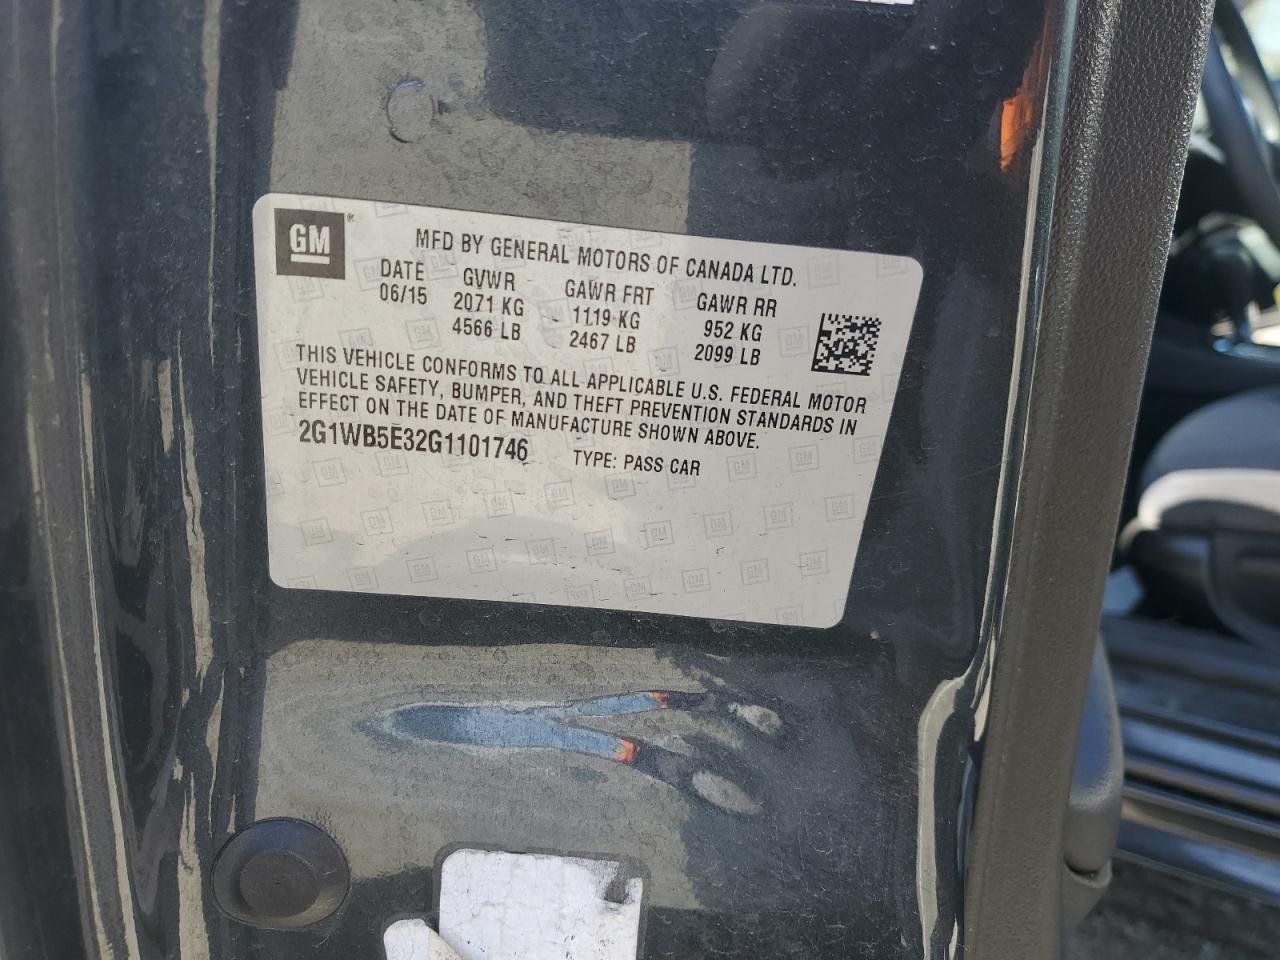 GM ®
MFD BY GENERAL MOTORS OF CANADA LTD.
DATE GVWR GAWR FRT GAWR RR
06/15 2071 KG 1119 KG 952 KG
4566 LB 2467 LB 2099 LB
THIS VEHICLE CONFORMS TO ALL APPLICABLE U.S. FEDERAL MOTOR
VEHICLE SAFETY, BUMPER, AND THEFT PREVENTION STANDARDS IN
EFFECT ON THE DATE OF MANUFACTURE SHOWN ABOVE.
2G1WB5E32G1101746 TYPE: PASS CAR